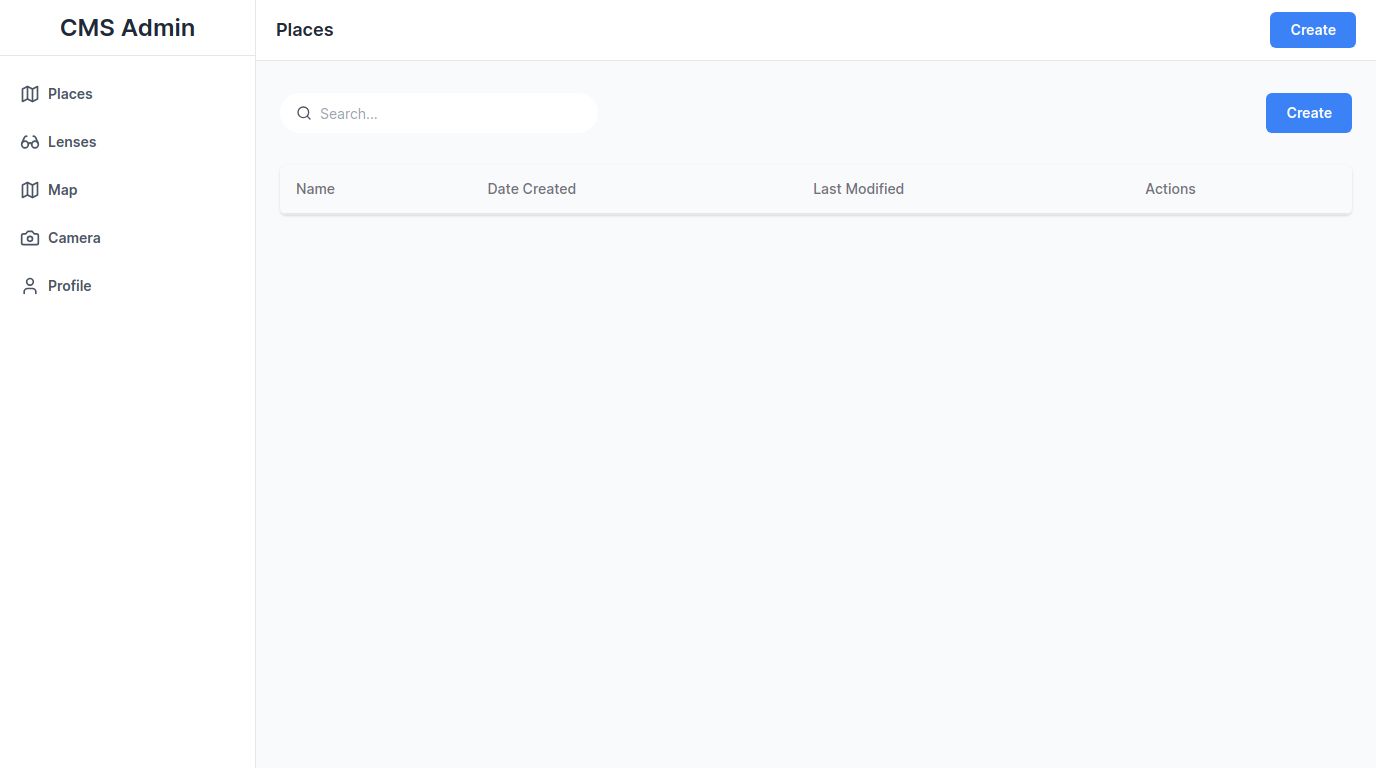 CMS Admin
Places
Create
Places
Lenses
Map
Camera
Profile
Search...
Create
Name Date Created Last Modified Actions